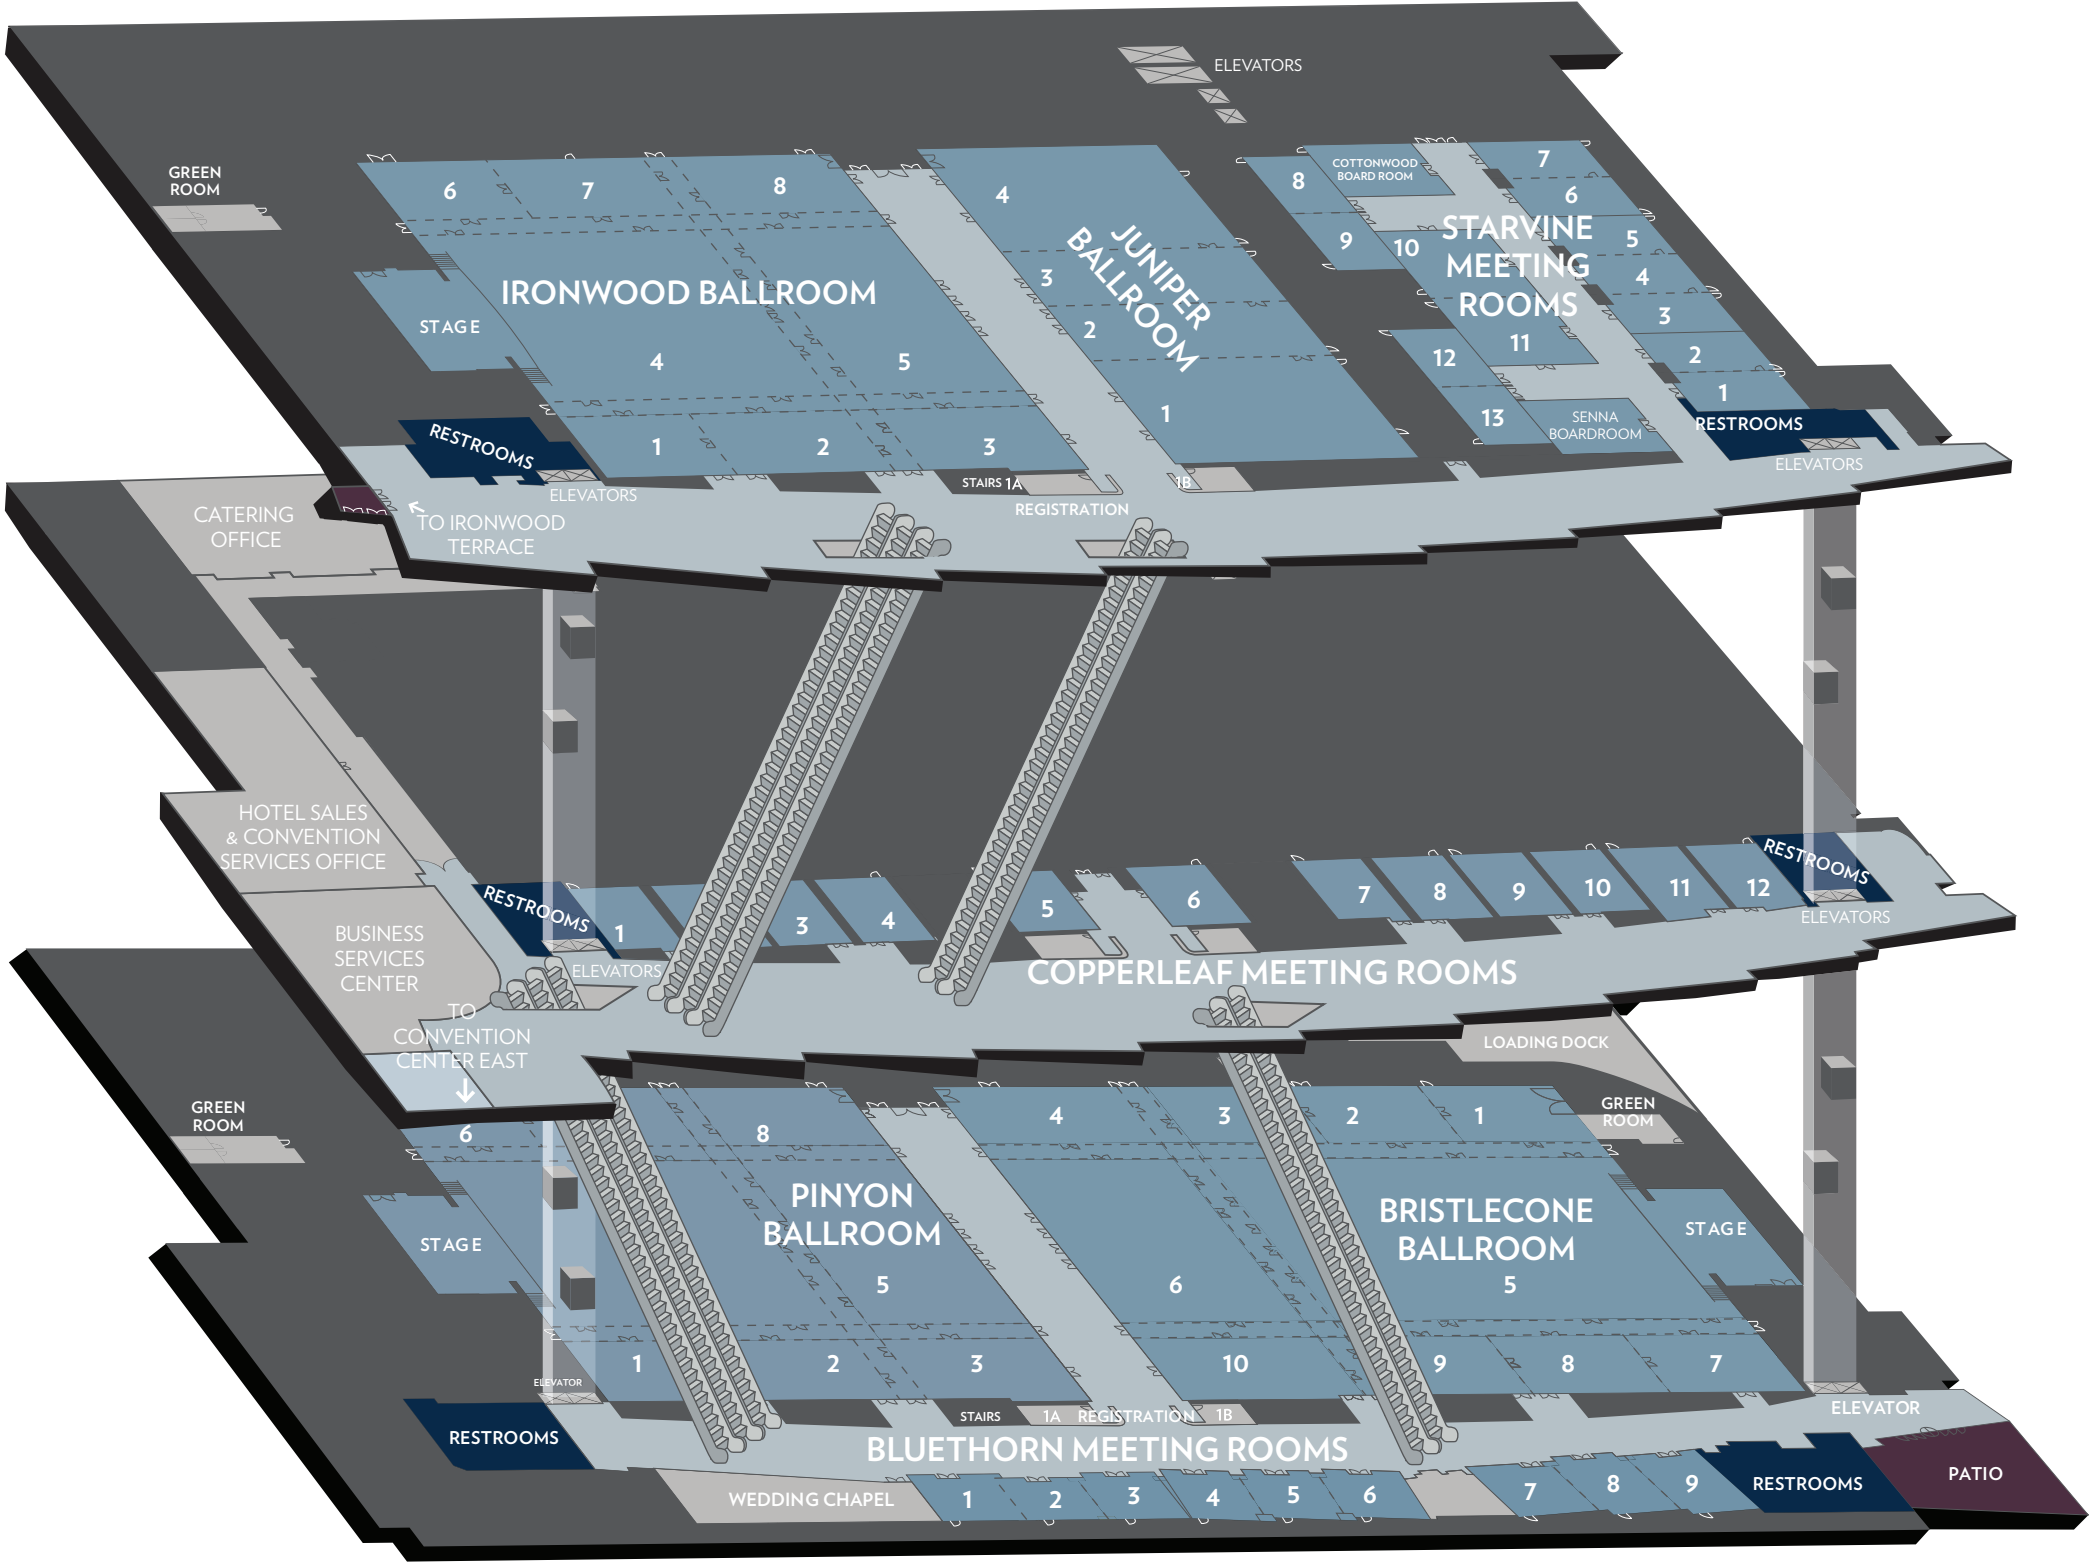 ELEVATORS
GREEN
ROOM
6
7
8
4
8
COTTONWOOD
BOARD ROOM
7
6
STARVINE
MEETING
ROOMS
5
9
10
4
3
3
JUNIPER
BALLROOM
IRONWOOD BALLROOM
STAGE
2
12
11
2
4
5
1
1
13
SENNA
BOARDROOM
RESTROOMS
RESTROOMS
1
2
3
ELEVATORS
STAIRS
1A
1B
ELEVATORS
REGISTRATION
CATERING
OFFICE
TO IRONWOOD
TERRACE
HOTEL SALES
& CONVENTION
SERVICES OFFICE
RESTROOMS
1
3
4
5
6
7
8
9
10
11
12
RESTROOMS
ELEVATORS
BUSINESS
SERVICES
CENTER
ELEVATORS
COPPERLEAF MEETING ROOMS
TO
CONVENTION
CENTER EAST
LOADING DOCK
GREEN
ROOM
6
8
4
3
2
1
GREEN
ROOM
PINYON
BALLROOM
BRISTLECONE
BALLROOM
STAGE
STAGE
5
6
5
1
2
3
10
9
8
7
ELEVATOR
STAIRS
1A
REGISTRATION
1B
ELEVATOR
RESTROOMS
BLUETHORN MEETING ROOMS
WEDDING CHAPEL
1
2
3
4
5
6
7
8
9
RESTROOMS
PATIO